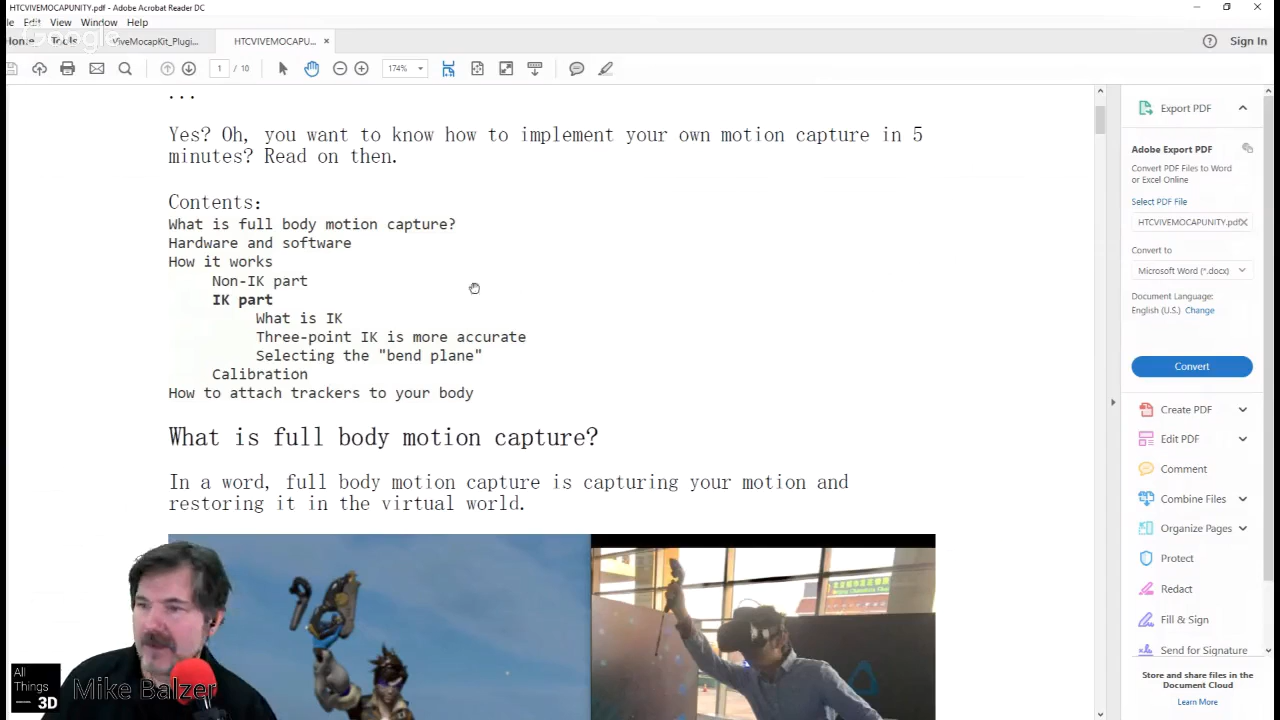 HTCVIVEMOCAPUNITY.pdf - Adobe Acrobat Reader DC
Edit View Window Help
Google
Home Tools ViveMocapKit_Plugi... HTCVIVEMOCAPU... ×
Sign In
1 / 10
174%
...
Yes? Oh, you want to know how to implement your own motion capture in 5
minutes? Read on then.
Contents:
What is full body motion capture?
Hardware and software
How it works
Non-IK part
IK part
What is IK
Three-point IK is more accurate
Selecting the "bend plane"
Calibration
How to attach trackers to your body
What is full body motion capture?
In a word, full body motion capture is capturing your motion and
restoring it in the virtual world.
Export PDF
Adobe Export PDF
Convert PDF Files to Word
or Excel Online
Select PDF File
HTCVIVEMOCAPUNITY.pdf
Convert to
Microsoft Word (*.docx)
Document Language:
English (U.S.) Change
Convert
Create PDF
Edit PDF
Comment
Combine Files
Organize Pages
Protect
Redact
Fill & Sign
Send for Signature
Store and share files in the
Document Cloud
Learn More
All
Things
3D
Mike Balzer